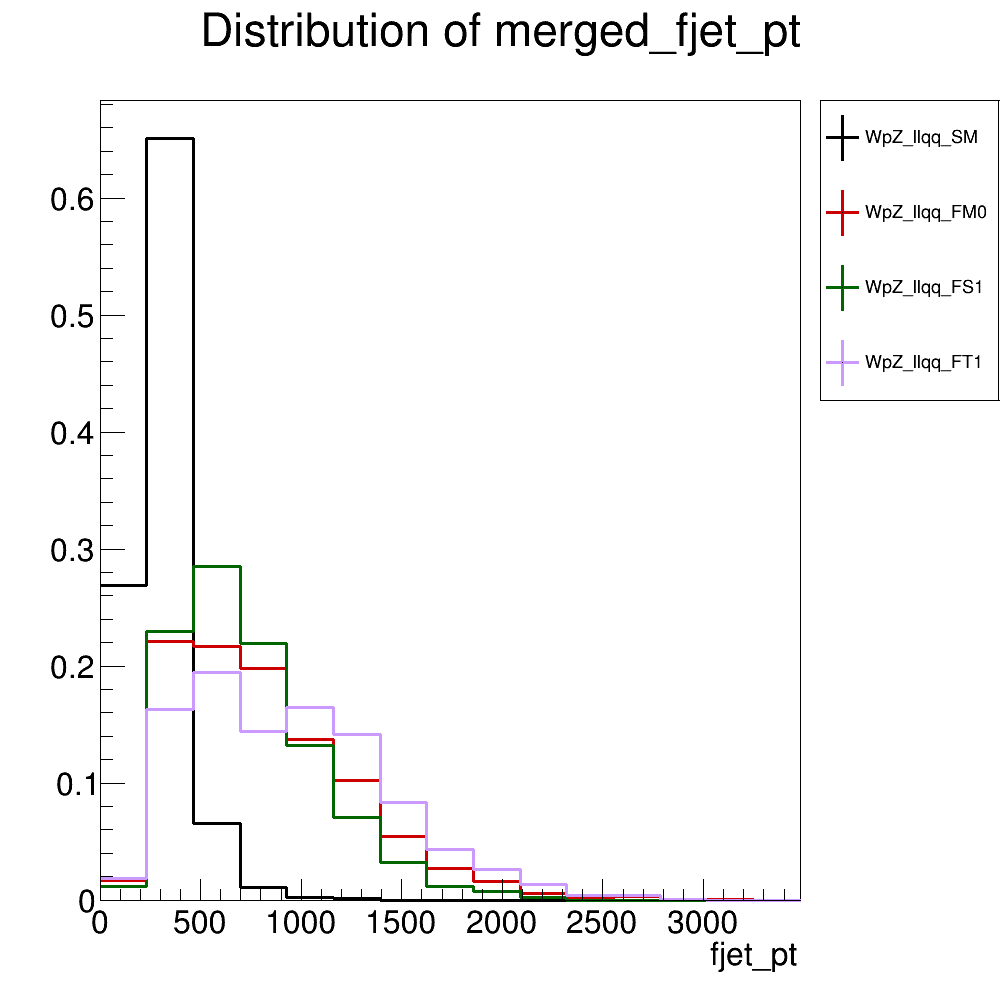 Distribution of merged_fjet_pt
WpZ_llqq_SM
WpZ_llqq_FM0
WpZ_llqq_FS1
WpZ_llqq_FT1
0.6
0.5
0.4
0.3
0.2
0.1
0
0 500 1000 1500 2000 2500 3000
fjet_pt